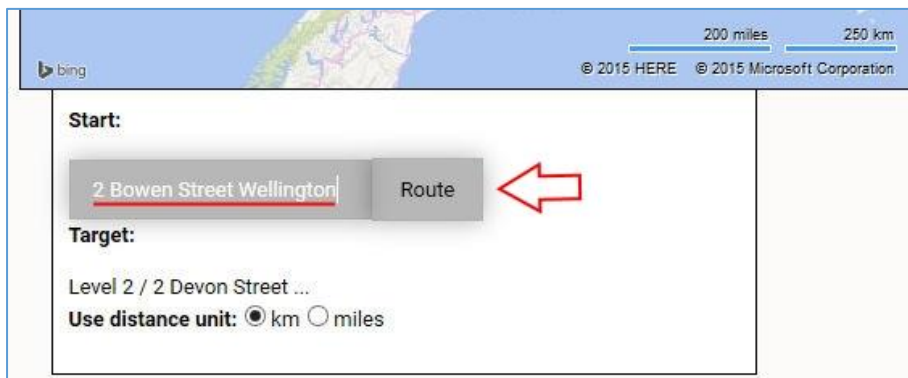 200 miles 250 km
bing © 2015 HERE © 2015 Microsoft Corporation
Start:
2 Bowen Street Wellington Route
Target:
Level 2 / 2 Devon Street ...
Use distance unit: km miles